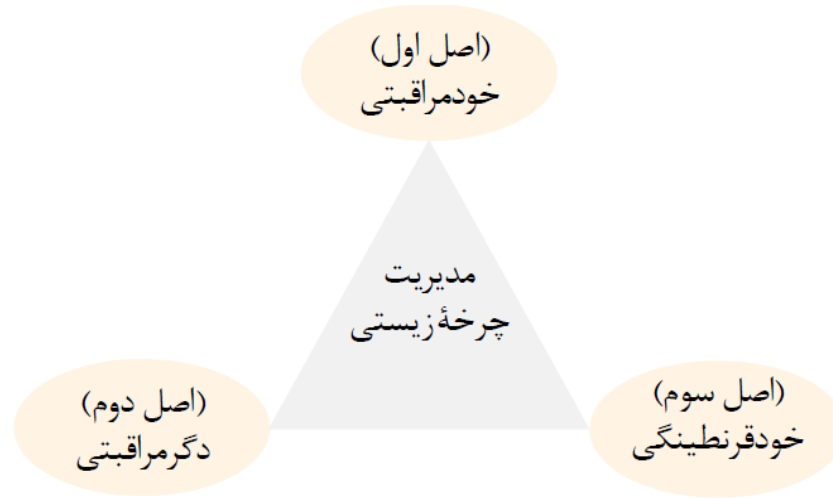 (اصل اول)
خودمراقبتی
مدیریت
چرخهٔ زیستی
(اصل سوم)
خودقرنطینگی
(اصل دوم)
دگرمراقبتی